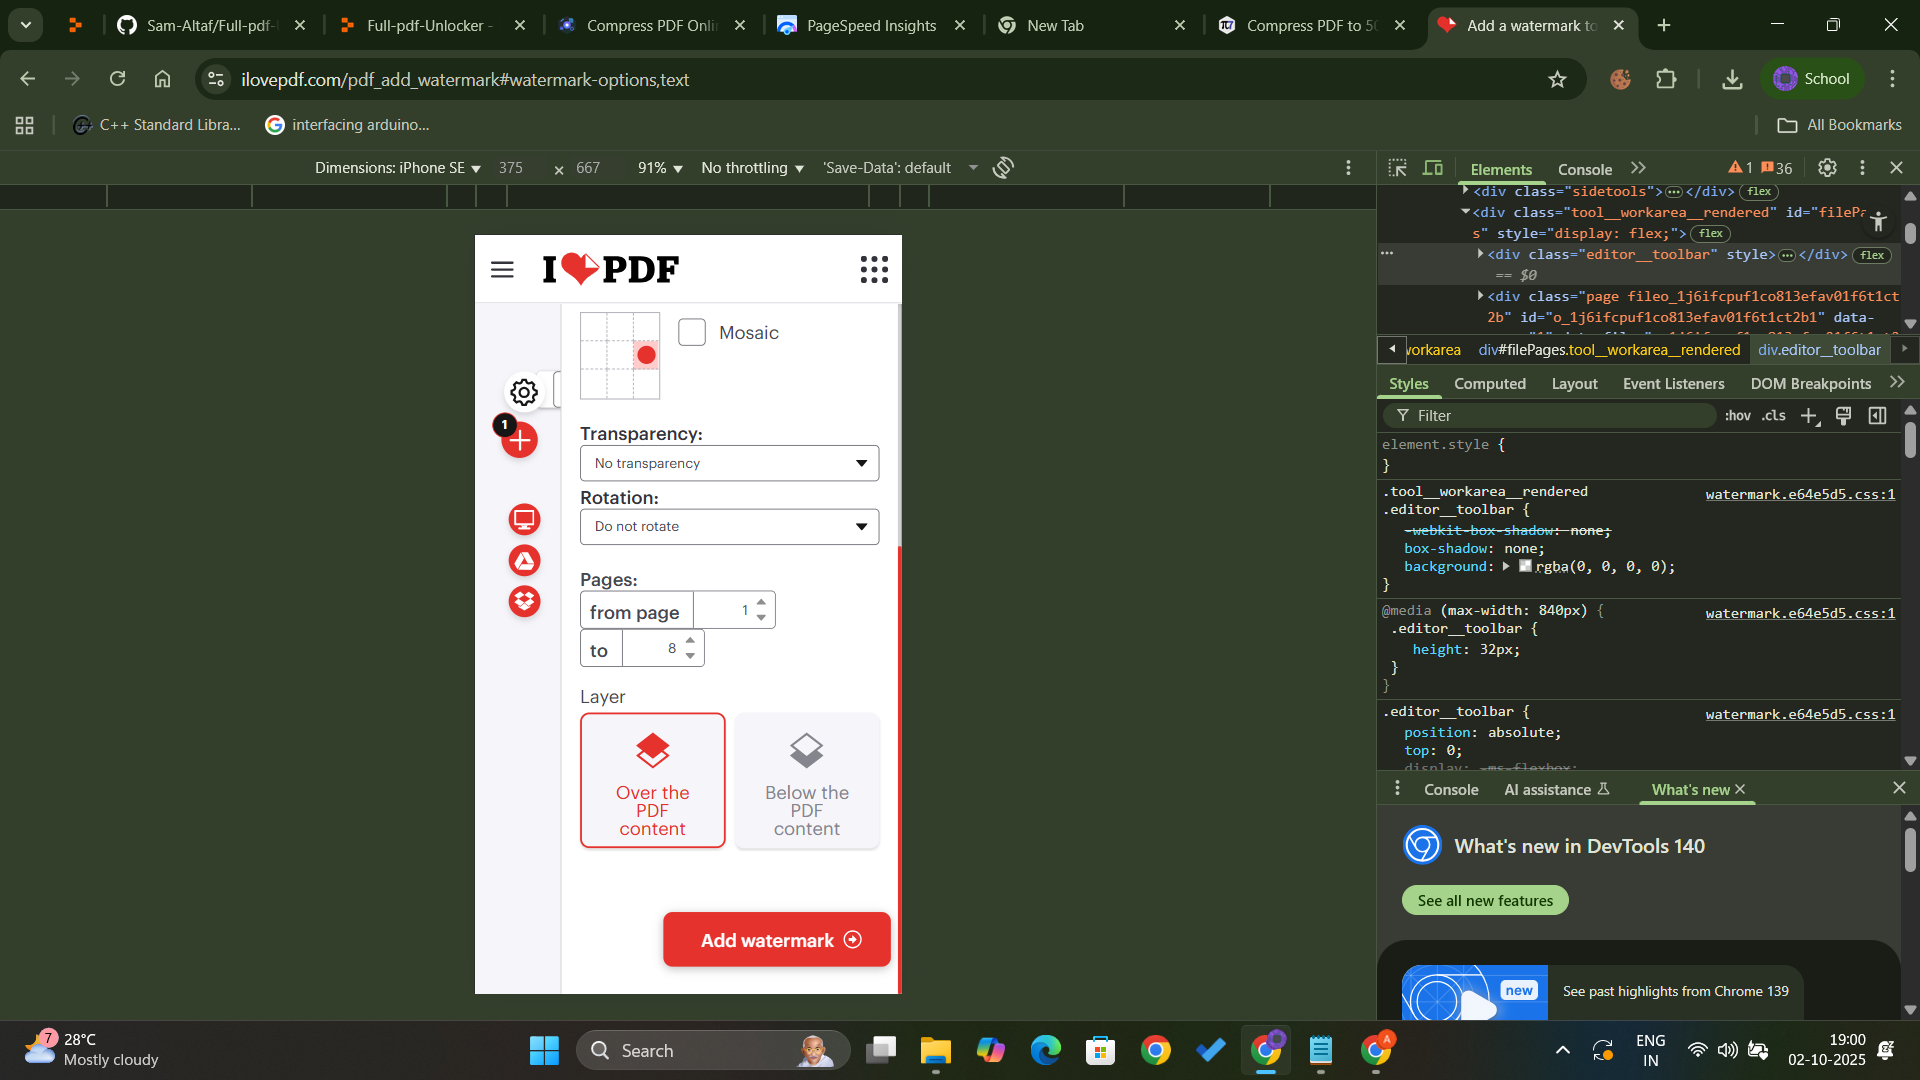 Sam-Altaf/Full-pdf-
Full-pdf-Unlocker -
Compress PDF Onli
PageSpeed Insights
New Tab
Compress PDF to 50
Add a watermark to
ilovepdf.com/pdf_add_watermark#watermark-options,text
School
C++ Standard Libra...
interfacing arduino...
All Bookmarks
Dimensions: iPhone SE
375
×
667
91%
No throttling
'Save-Data': default
Elements
Console
1
36
<div class="sidetools">…</div>
flex
<div class="tool__workarea__rendered" id="filePa
s" style="display: flex;">
flex
<div class="editor__toolbar" style>…</div>
flex
== $0
<div class="page fileo_1j6ifcpuf1co813efav01f6t1ct
2b" id="o_1j6ifcpuf1co813efav01f6t1ct2b1" data-
workarea
div#filePages.tool__workarea__rendered
div.editor__toolbar
Styles
Computed
Layout
Event Listeners
DOM Breakpoints
Filter
:hov
.cls
element.style {
}
.tool__workarea__rendered
.editor__toolbar {
watermark.e64e5d5.css:1
-webkit-box-shadow: none;
box-shadow: none;
background: rgba(0, 0, 0, 0);
}
@media (max-width: 840px) {
watermark.e64e5d5.css:1
.editor__toolbar {
height: 32px;
}
}
.editor__toolbar {
watermark.e64e5d5.css:1
position: absolute;
top: 0;
display: -ms-flexbox;
Console
AI assistance
What's new
What's new in DevTools 140
See all new features
new
See past highlights from Chrome 139
I PDF
Mosaic
1
Transparency:
No transparency
Rotation:
Do not rotate
Pages:
from page
1
to
8
Layer
Over the
PDF
content
Below the
PDF
content
Add watermark
7
28°C
Mostly cloudy
Search
A
ENG
IN
19:00
02-10-2025